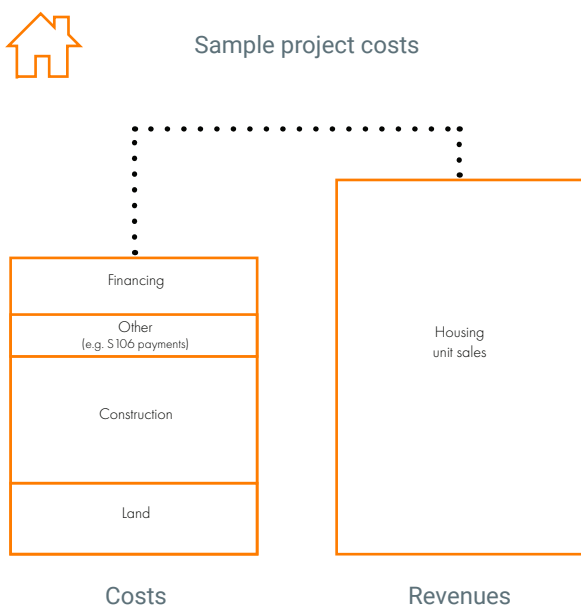 Sample project costs
Financing
Other
(e.g. S106 payments)
Construction
Land
Housing
unit sales
Costs
Revenues